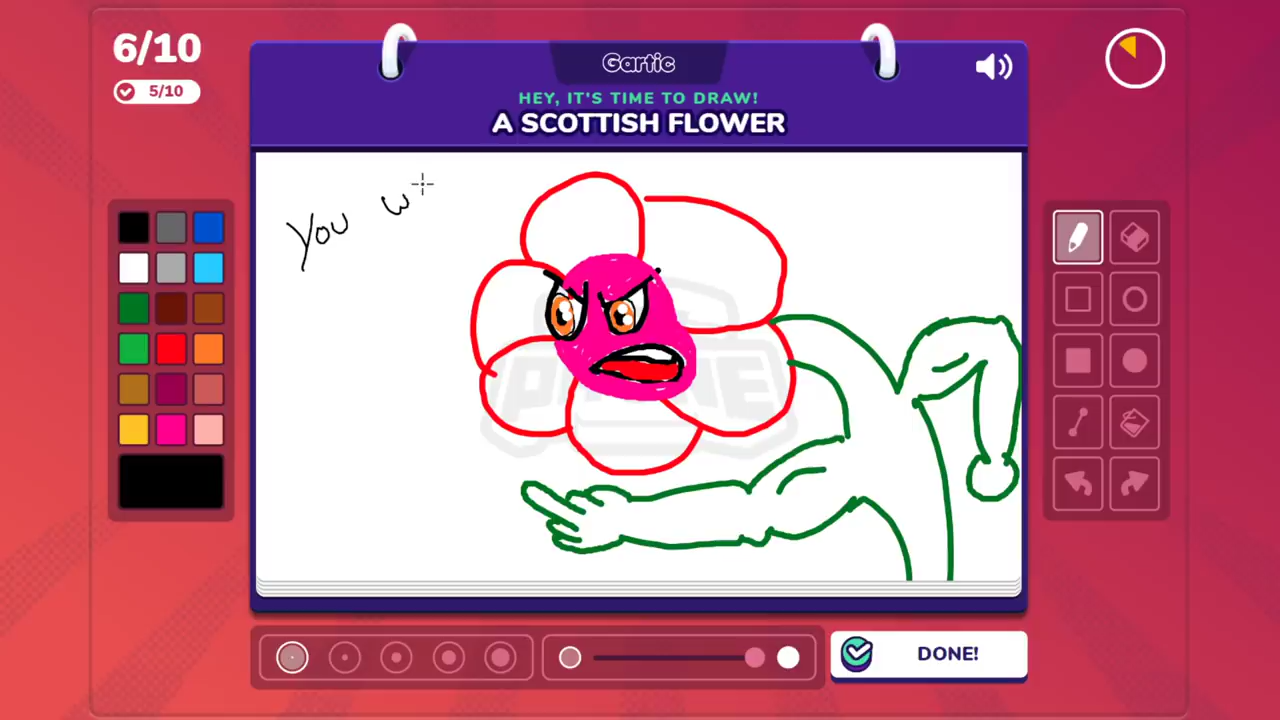 6/10
5/10
Gartic
HEY, IT'S TIME TO DRAW!
A SCOTTISH FLOWER
You w
DONE!